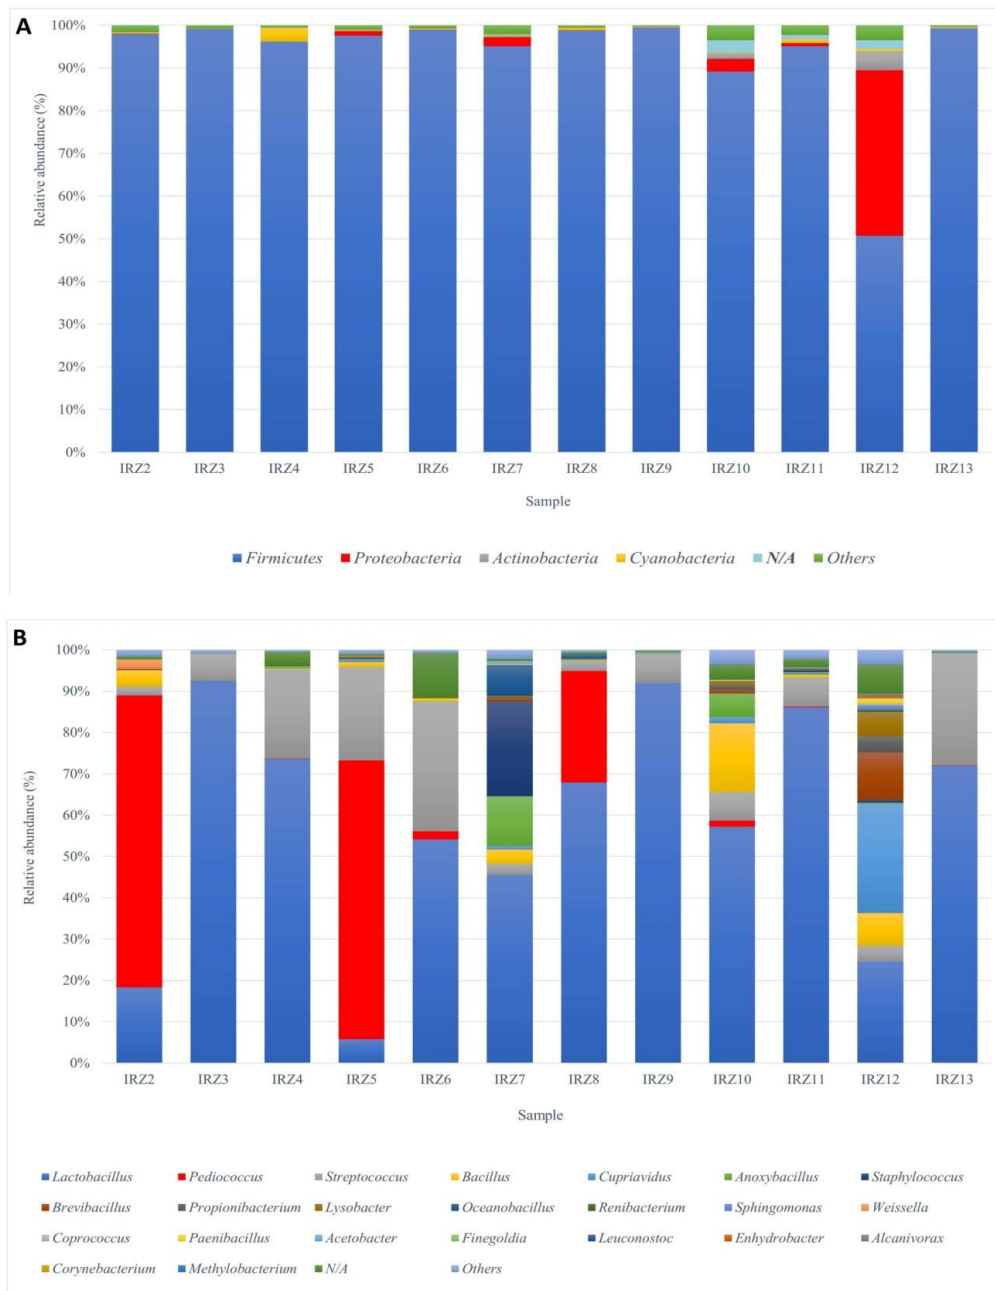 A
100%
90%
80%
70%
60%
50%
40%
30%
20%
10%
0%
Relative abundance (%)
IRZ2 IRZ3 IRZ4 IRZ5 IRZ6 IRZ7 IRZ8 IRZ9 IRZ10 IRZ11 IRZ12 IRZ13
Sample
Firmicutes Proteobacteria Actinobacteria Cyanobacteria N/A Others
B
100%
90%
80%
70%
60%
50%
40%
30%
20%
10%
0%
Relative abundance (%)
IRZ2 IRZ3 IRZ4 IRZ5 IRZ6 IRZ7 IRZ8 IRZ9 IRZ10 IRZ11 IRZ12 IRZ13
Sample
Lactobacillus Pediococcus Streptococcus Bacillus Cupriavidus Anoxybacillus Staphylococcus
Brevibacillus Propionibacterium Lysobacter Oceanobacillus Renibacterium Sphingomonas Weissella
Coprococcus Paenibacillus Acetobacter Finegoldia Leuconostoc Enhydrobacter Alcanivorax
Corynebacterium Methylobacterium N/A Others